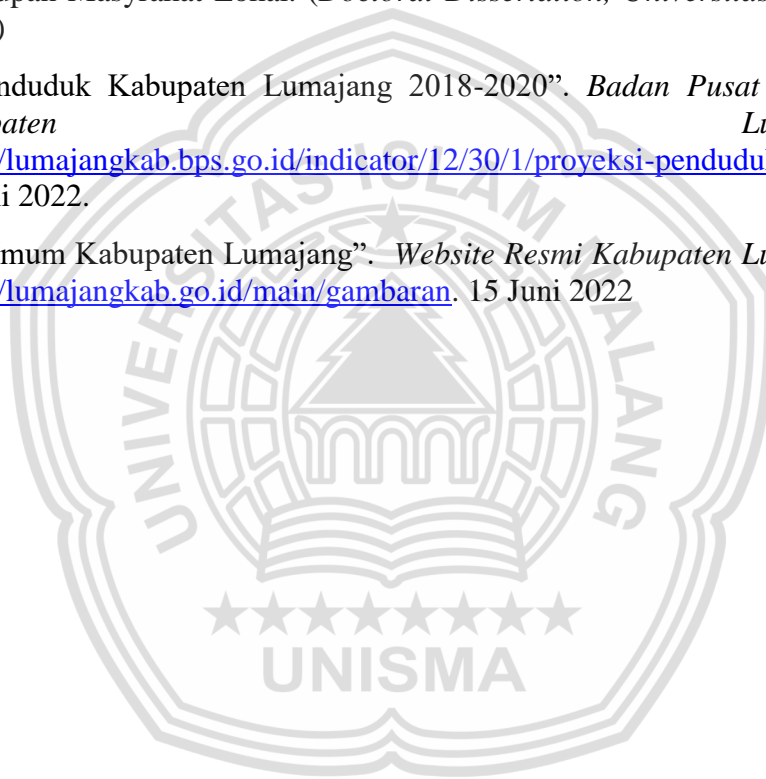 upan Masyrakat Lokal. (Doctorat Dissertation, Universitas
)
nduduk Kabupaten Lumajang 2018-2020”. Badan Pusat
paten Lu
/lumajangkab.bps.go.id/indicator/12/30/1/proyeksi-penduduk
i 2022.
mum Kabupaten Lumajang”. Website Resmi Kabupaten Lu
/lumajangkab.go.id/main/gambaran. 15 Juni 2022
UNIVERSITAS ISLAM MALANG
UNISMA